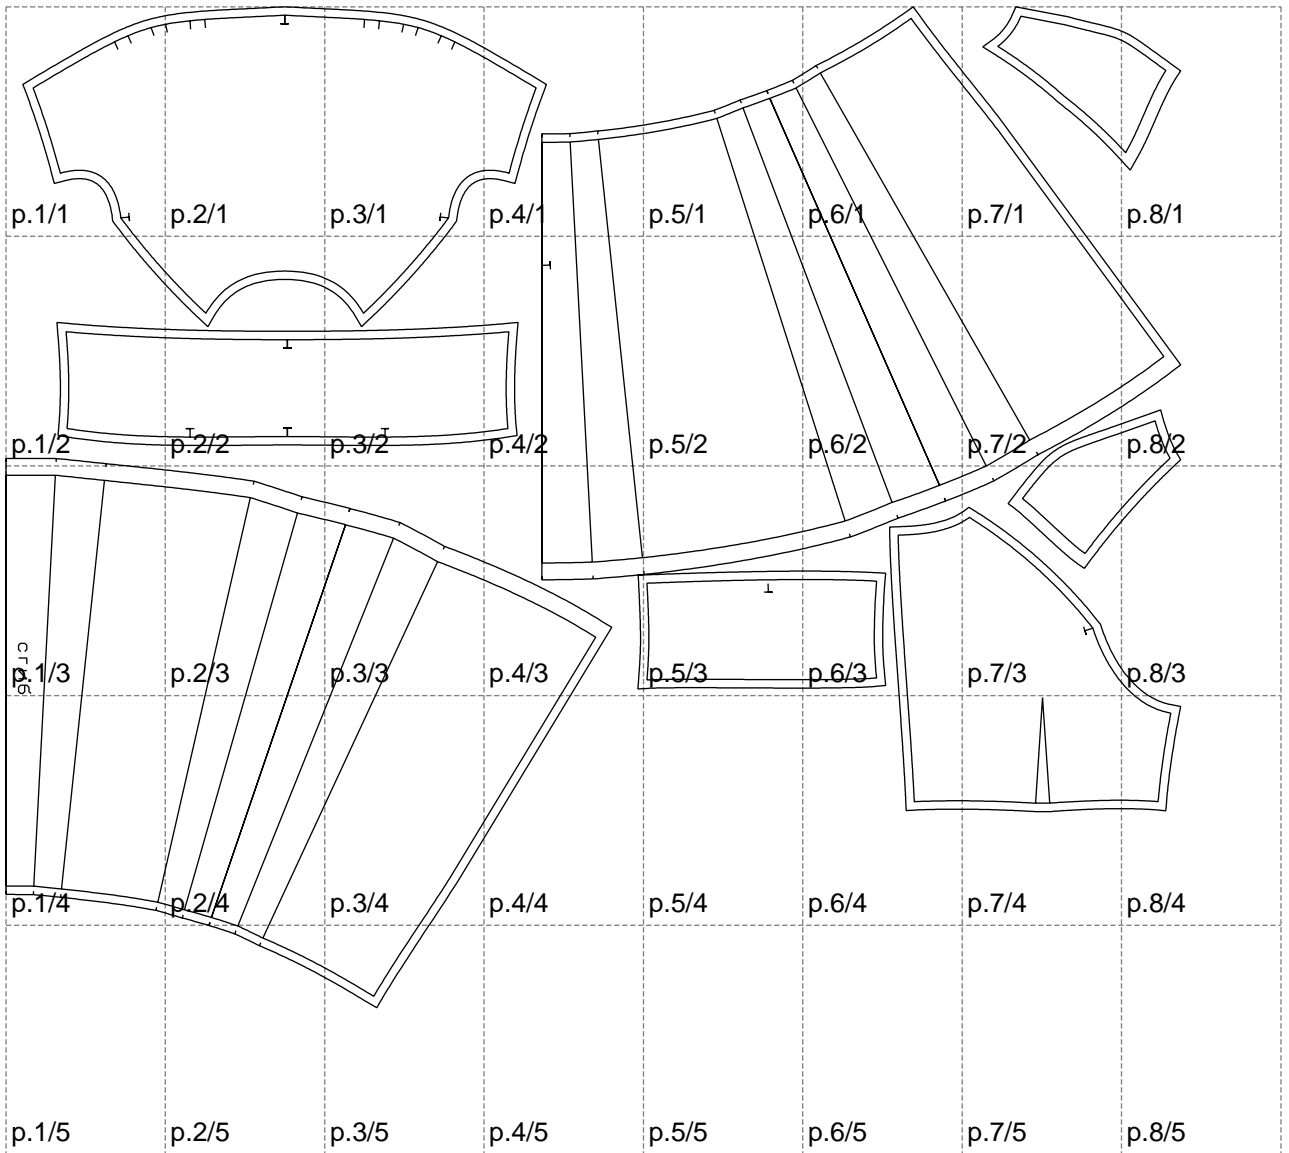 p.1/1 p.2/1 p.3/1 p.4/1 p.5/1 p.6/1 p.7/1 p.8/1
p.1/2 p.2/2 p.3/2 p.4/2 p.5/2 p.6/2 p.7/2 p.8/2
p.1/3 p.2/3 p.3/3 p.4/3 p.5/3 p.6/3 p.7/3 p.8/3
сгиб
p.1/4 p.2/4 p.3/4 p.4/4 p.5/4 p.6/4 p.7/4 p.8/4
p.1/5 p.2/5 p.3/5 p.4/5 p.5/5 p.6/5 p.7/5 p.8/5